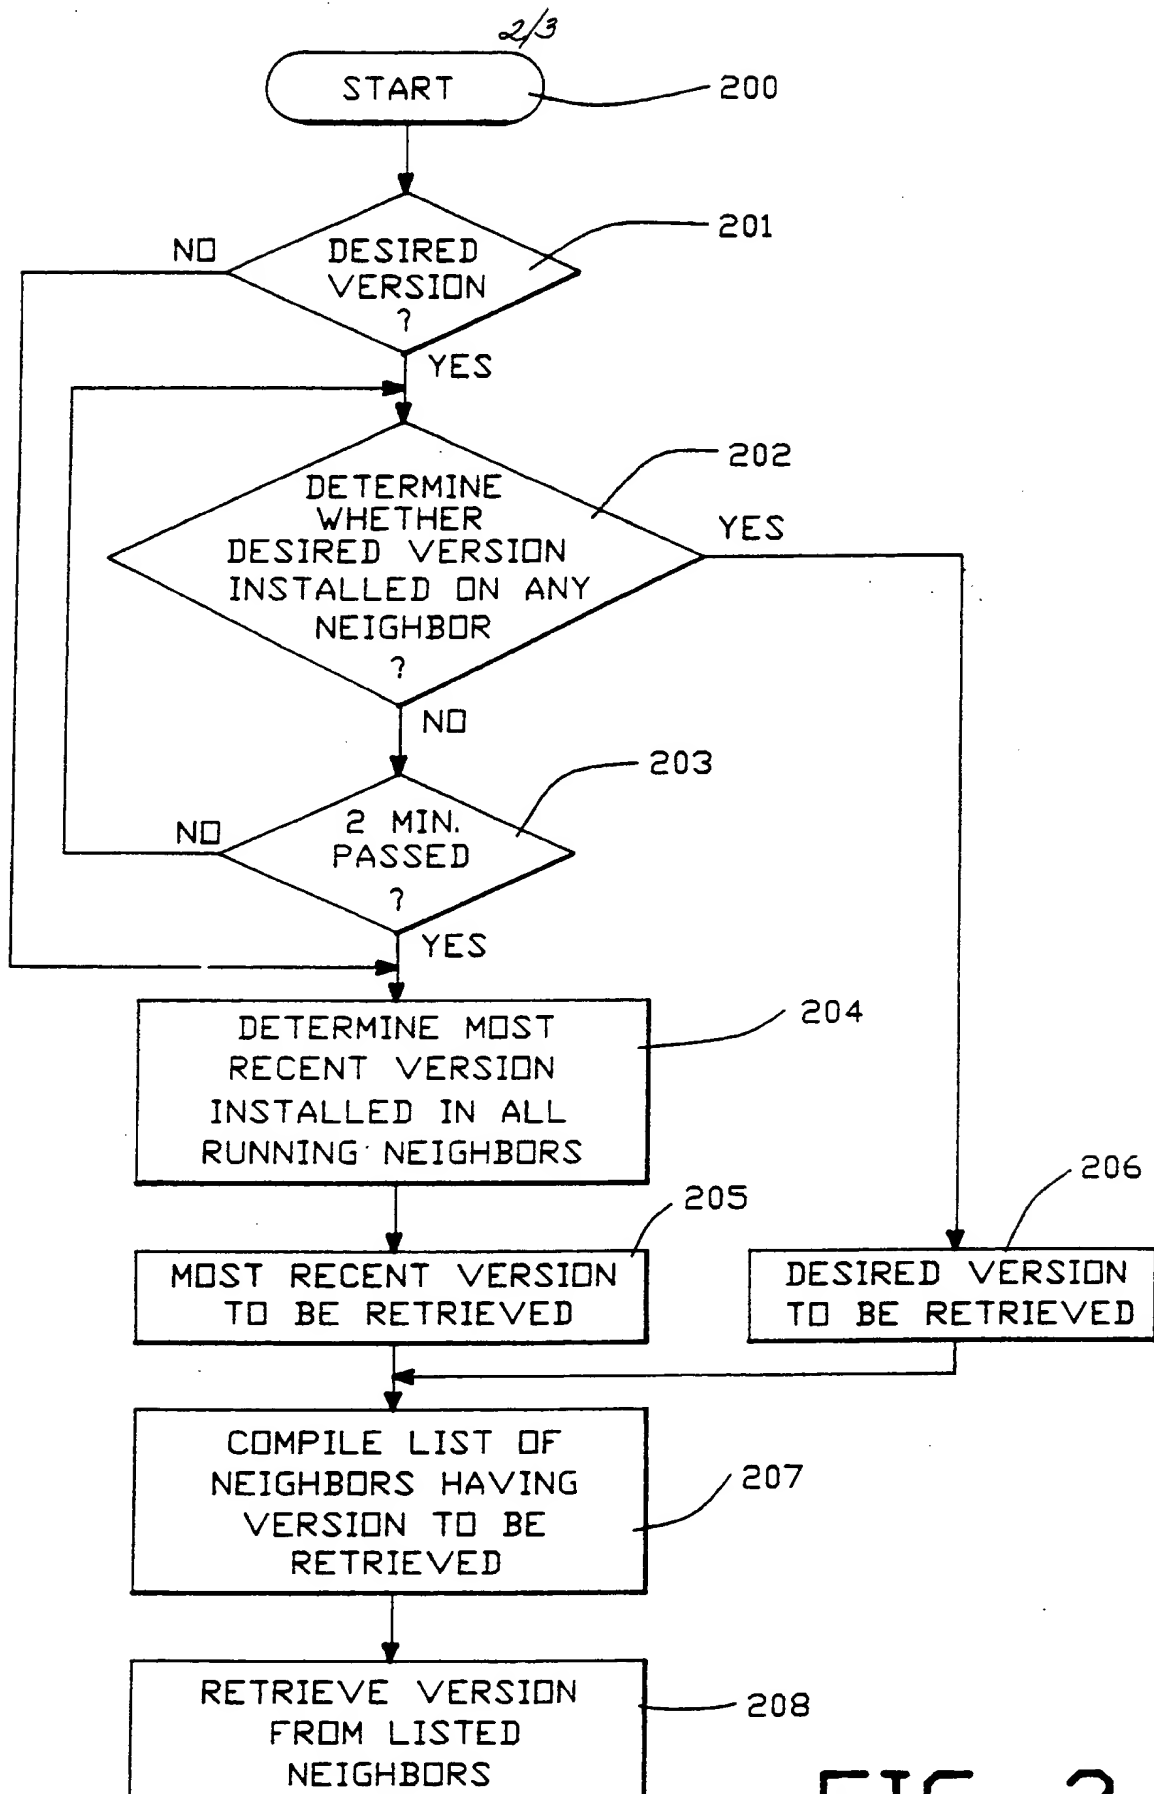 2/3
START
200
DESIRED
VERSION
?
201
NO
YES
DETERMINE
WHETHER
DESIRED VERSION
INSTALLED ON ANY
NEIGHBOR
?
202
YES
NO
2 MIN.
PASSED
?
203
NO
YES
DETERMINE MOST
RECENT VERSION
INSTALLED IN ALL
RUNNING NEIGHBORS
204
MOST RECENT VERSION
TO BE RETRIEVED
205
DESIRED VERSION
TO BE RETRIEVED
206
COMPILE LIST OF
NEIGHBORS HAVING
VERSION TO BE
RETRIEVED
207
RETRIEVE VERSION
FROM LISTED
NEIGHBORS
208